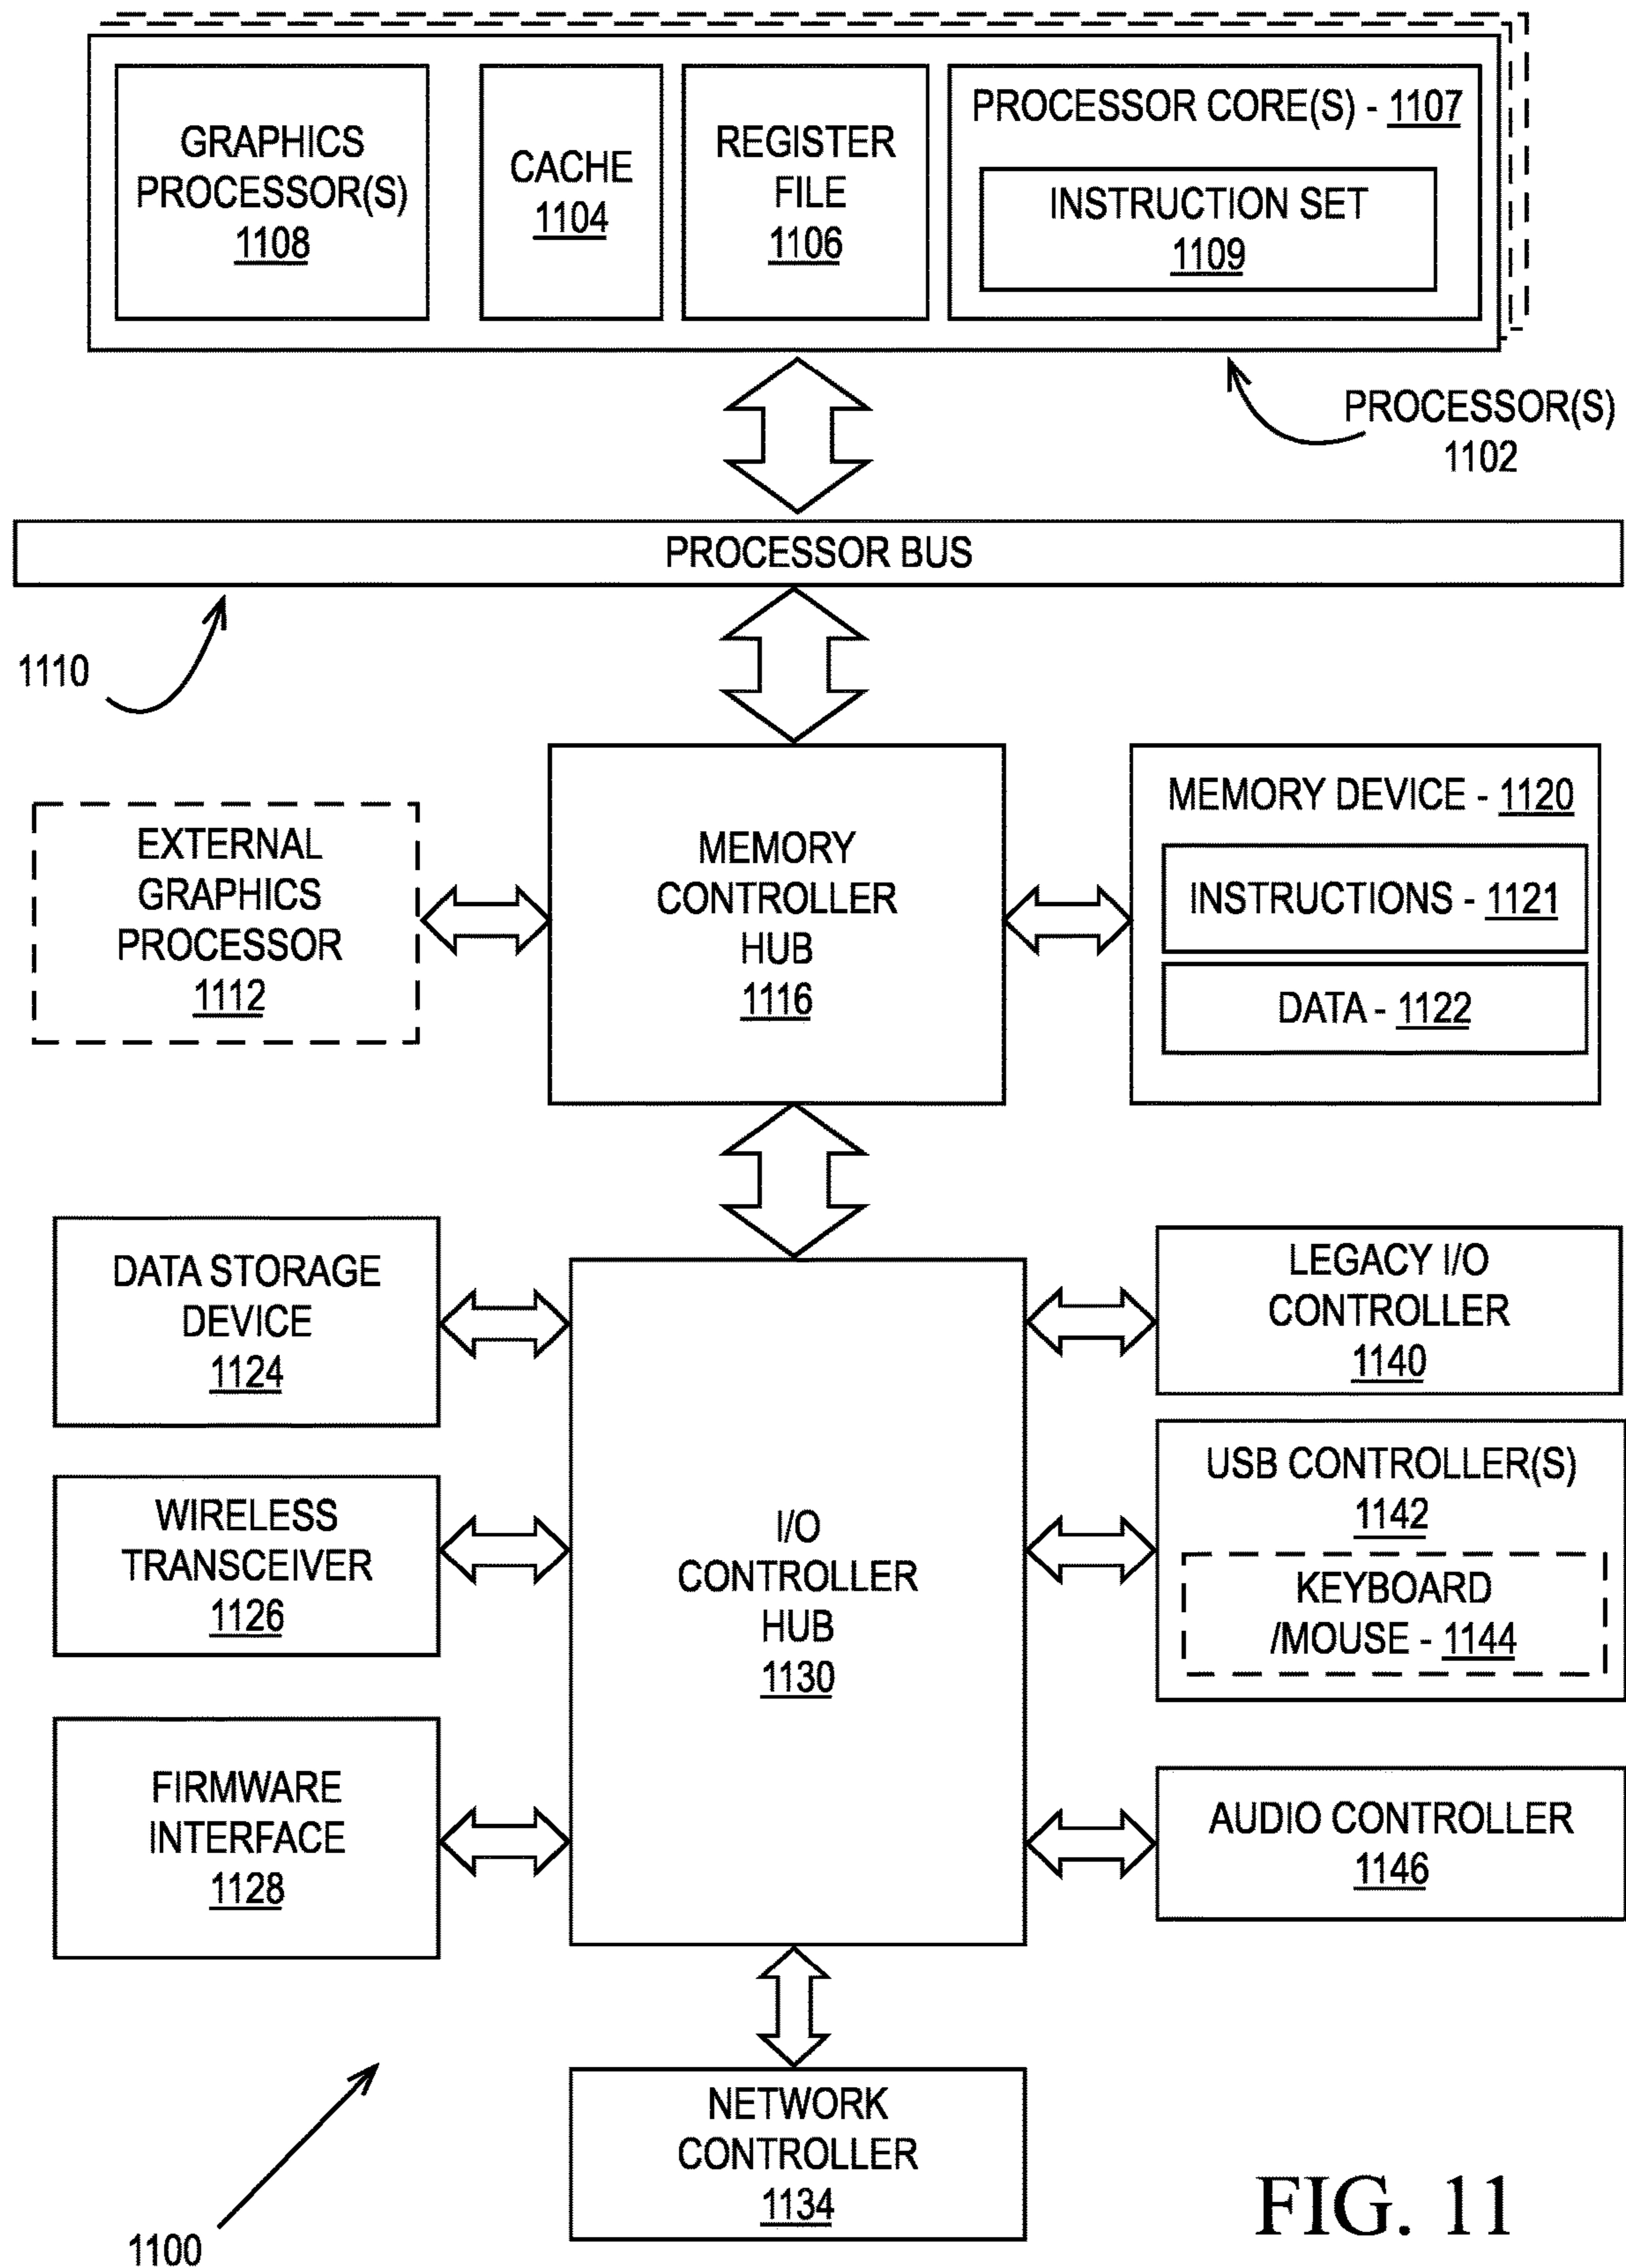 GRAPHICS
PROCESSOR(S)
1108
CACHE
1104
REGISTER
FILE
1106
PROCESSOR CORE(S) - 1107
INSTRUCTION SET
1109
PROCESSOR(S)
1102
PROCESSOR BUS
1110
EXTERNAL
GRAPHICS
PROCESSOR
1112
MEMORY
CONTROLLER
HUB
1116
MEMORY DEVICE - 1120
INSTRUCTIONS - 1121
DATA - 1122
DATA STORAGE
DEVICE
1124
WIRELESS
TRANSCEIVER
1126
FIRMWARE
INTERFACE
1128
I/O
CONTROLLER
HUB
1130
LEGACY I/O
CONTROLLER
1140
USB CONTROLLER(S)
1142
KEYBOARD
/MOUSE - 1144
AUDIO CONTROLLER
1146
NETWORK
CONTROLLER
1134
1100
FIG. 11